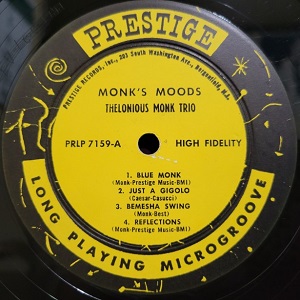 PRESTIGE
PRESTIGE RECORDS, INC., 203 South Washington Ave., Bergenfield, N.J.
MONK'S MOODS
THELONIOUS MONK TRIO
PRLP 7159-A HIGH FIDELITY
1. BLUE MONK
(Monk-Prestige Music-BMI)
2. JUST A GIGOLO
(Caesar-Casucci)
3. BEMESHA SWING
(Monk-Best)
4. REFLECTIONS
(Monk-Prestige Music-BMI)
LONG PLAYING MICROGROOVE